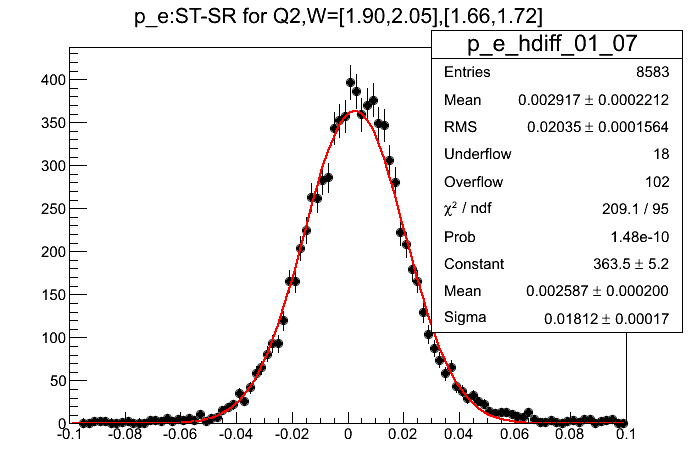 p_e:ST-SR for Q2,W=[1.90,2.05],[1.66,1.72]
p_e_hdiff_01_07
Entries 8583
Mean 0.002917 ± 0.0002212
RMS 0.02035 ± 0.0001564
Underflow 18
Overflow 102
χ² / ndf 209.1 / 95
Prob 1.48e-10
Constant 363.5 ± 5.2
Mean 0.002587 ± 0.000200
Sigma 0.01812 ± 0.00017
400
350
300
250
200
150
100
50
0
-0.1 -0.08 -0.06 -0.04 -0.02 0 0.02 0.04 0.06 0.08 0.1